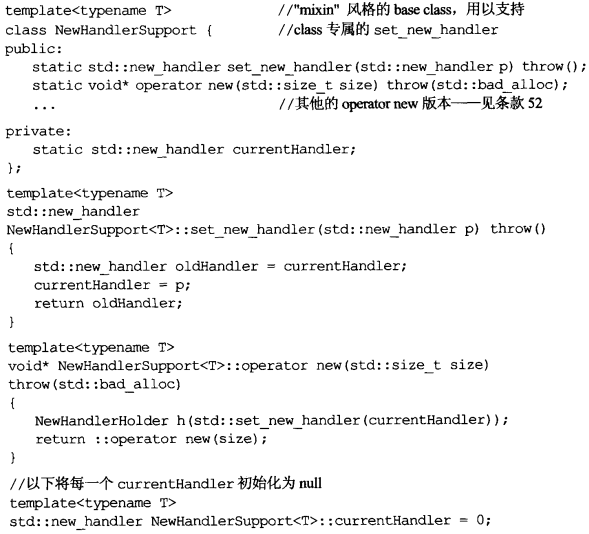 template<typename T> //"mixin" 风格的 base class，用以支持
class NewHandlerSupport { //class 专属的 set_new_handler
public:
static std::new_handler set_new_handler(std::new_handler p) throw();
static void* operator new(std::size_t size) throw(std::bad_alloc);
... //其他的 operator new 版本——见条款 52
private:
static std::new_handler currentHandler;
};
template<typename T>
std::new_handler
NewHandlerSupport<T>::set_new_handler(std::new_handler p) throw()
{
std::new_handler oldHandler = currentHandler;
currentHandler = p;
return oldHandler;
}
template<typename T>
void* NewHandlerSupport<T>::operator new(std::size_t size)
throw(std::bad_alloc)
{
NewHandlerHolder h(std::set_new_handler(currentHandler));
return ::operator new(size);
}
//以下将每一个 currentHandler 初始化为 null
template<typename T>
std::new_handler NewHandlerSupport<T>::currentHandler = 0;